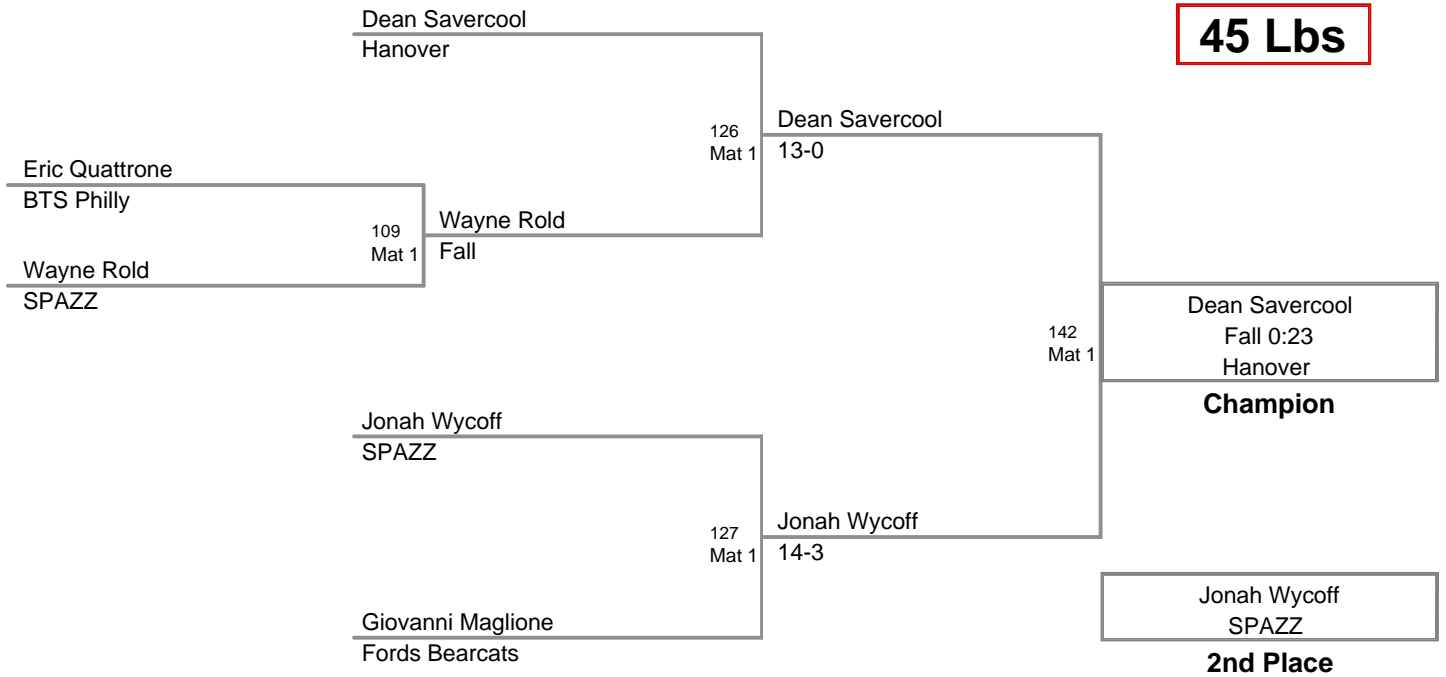 45 Lbs
Dean Savercool
Hanover
126
Mat 1
Dean Savercool
13-0
Eric Quattrone
BTS Philly
109
Mat 1
Wayne Rold
Fall
Wayne Rold
SPAZZ
142
Mat 1
Dean Savercool
Fall 0:23
Hanover
Champion
Jonah Wycoff
SPAZZ
127
Mat 1
Jonah Wycoff
14-3
Giovanni Maglione
Fords Bearcats
Jonah Wycoff
SPAZZ
2nd Place